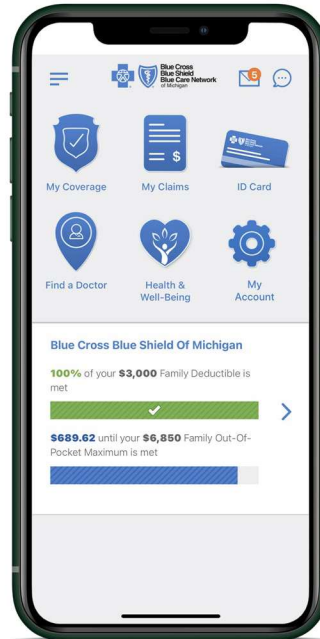 Blue Cross
Blue Shield
Blue Care Network
of Michigan
5
My Coverage
My Claims
ID Card
$
Find a Doctor
Health &
Well-Being
My
Account
Blue Cross Blue Shield Of Michigan
100% of your $3,000 Family Deductible is
met
$689.62 until your $6,850 Family Out-Of-
Pocket Maximum is met